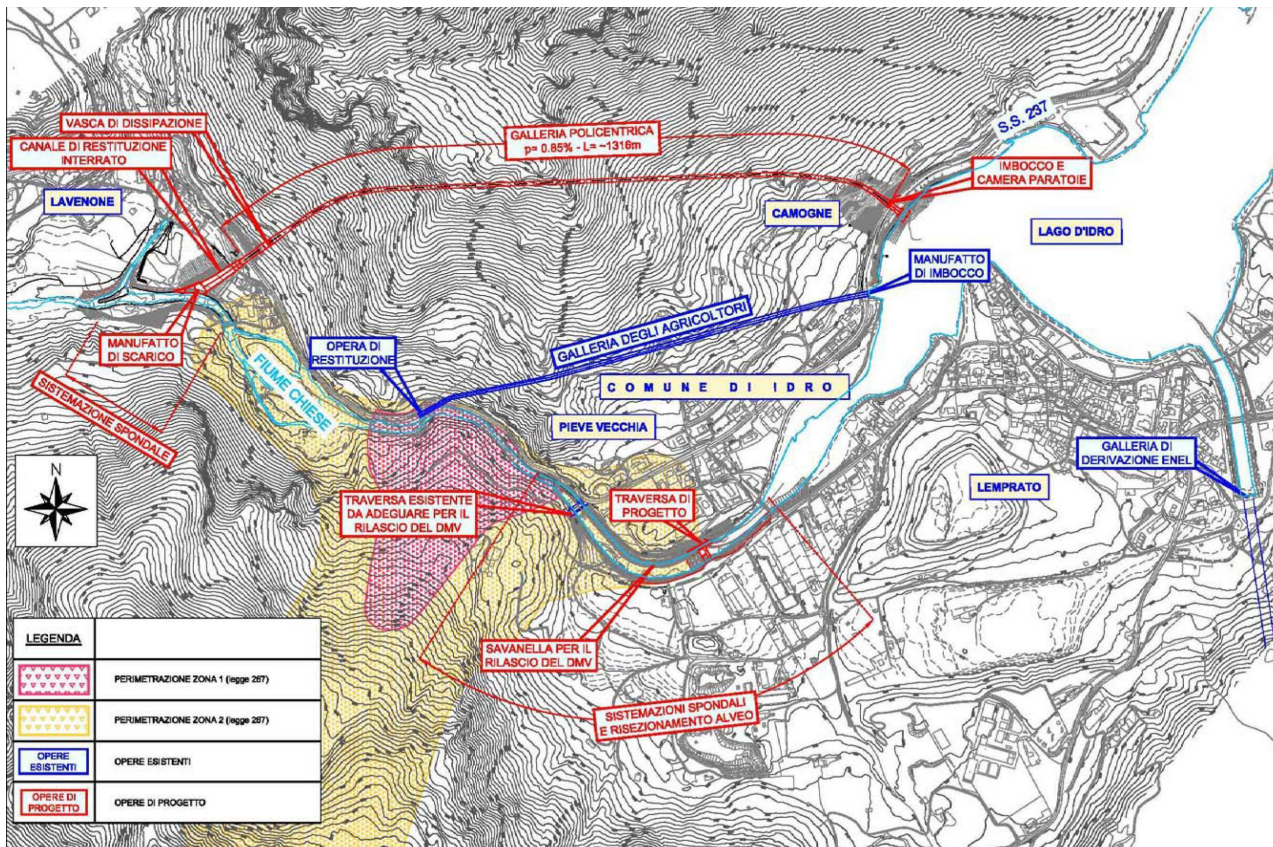 S.S. 237
VASCA DI DISSIPAZIONE
CANALE DI RESTITUZIONE
INTERRATO
GALLERIA POLICENTRICA
p= 0.85% - L= ~1316m
IMBOCCO E
CAMERA PARATOIE
LAVENONE
CAMOGNE
LAGO D'IDRO
MANUFATTO
DI IMBOCCO
MANUFATTO
DI SCARICO
OPERA DI
RESTITUZIONE
GALLERIA DEGLI AGRICOLTORI
SISTEMAZIONE SPONDALE
FIUME CHIESE
COMUNE DI IDRO
PIEVE VECCHIA
GALLERIA DI
DERIVAZIONE ENEL
N
TRAVERSA ESISTENTE
DA ADEGUARE PER IL
RILASCIO DEL DMV
TRAVERSA DI
PROGETTO
LEMPRATO
SAVANELLA PER IL
RILASCIO DEL DMV
SISTEMAZIONI SPONDALI
E RISEZIONAMENTO ALVEO
LEGENDA
PERIMETRAZIONE ZONA 1 (legge 267)
PERIMETRAZIONE ZONA 2 (legge 267)
OPERE
ESISTENTI
OPERE ESISTENTI
OPERE DI
PROGETTO
OPERE DI PROGETTO